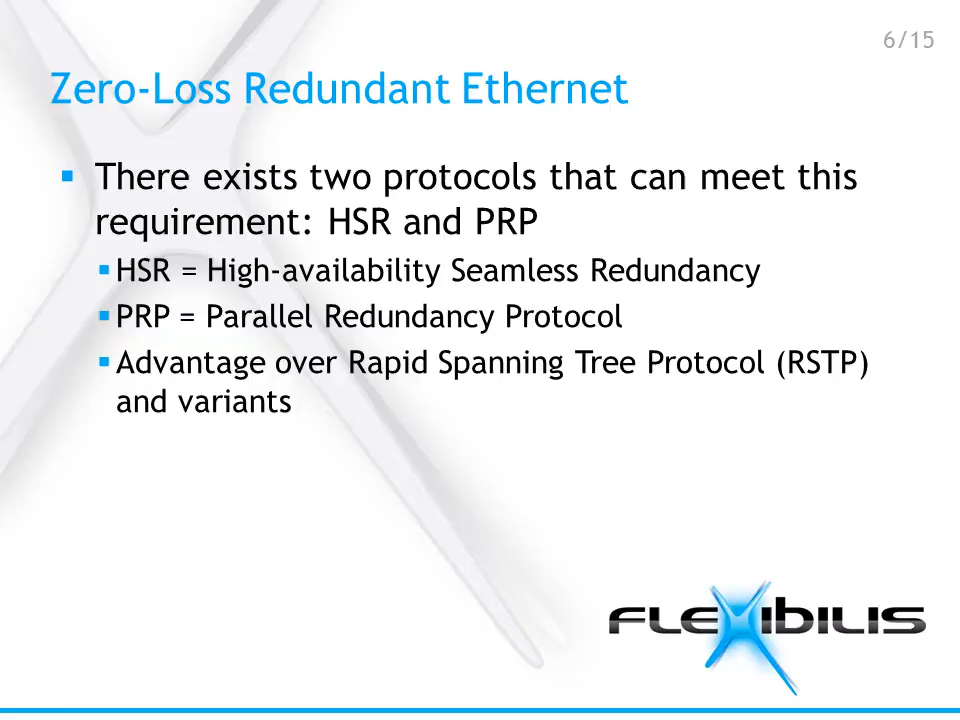 6/15
Zero-Loss Redundant Ethernet
▪ There exists two protocols that can meet this
requirement: HSR and PRP
▪ HSR = High-availability Seamless Redundancy
▪ PRP = Parallel Redundancy Protocol
▪ Advantage over Rapid Spanning Tree Protocol (RSTP)
and variants
FLEXIBILIS